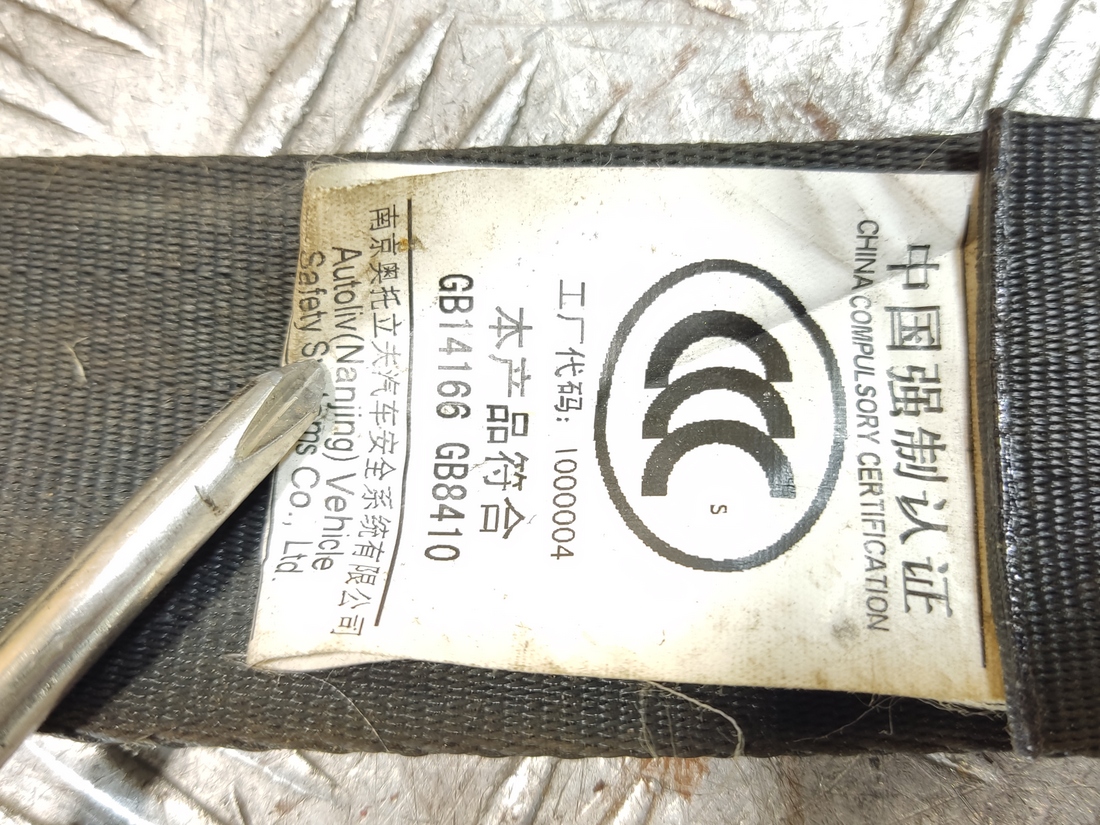 中国强制认证
CHINA COMPULSORY CERTIFICATION
CCC
S
工厂代码: 1000004
本产品符合
GB14166 GB8410
南京奥托立夫汽车安全系统有限公司
Autoliv(Nanjing) Vehicle
Safety Co., Ltd.